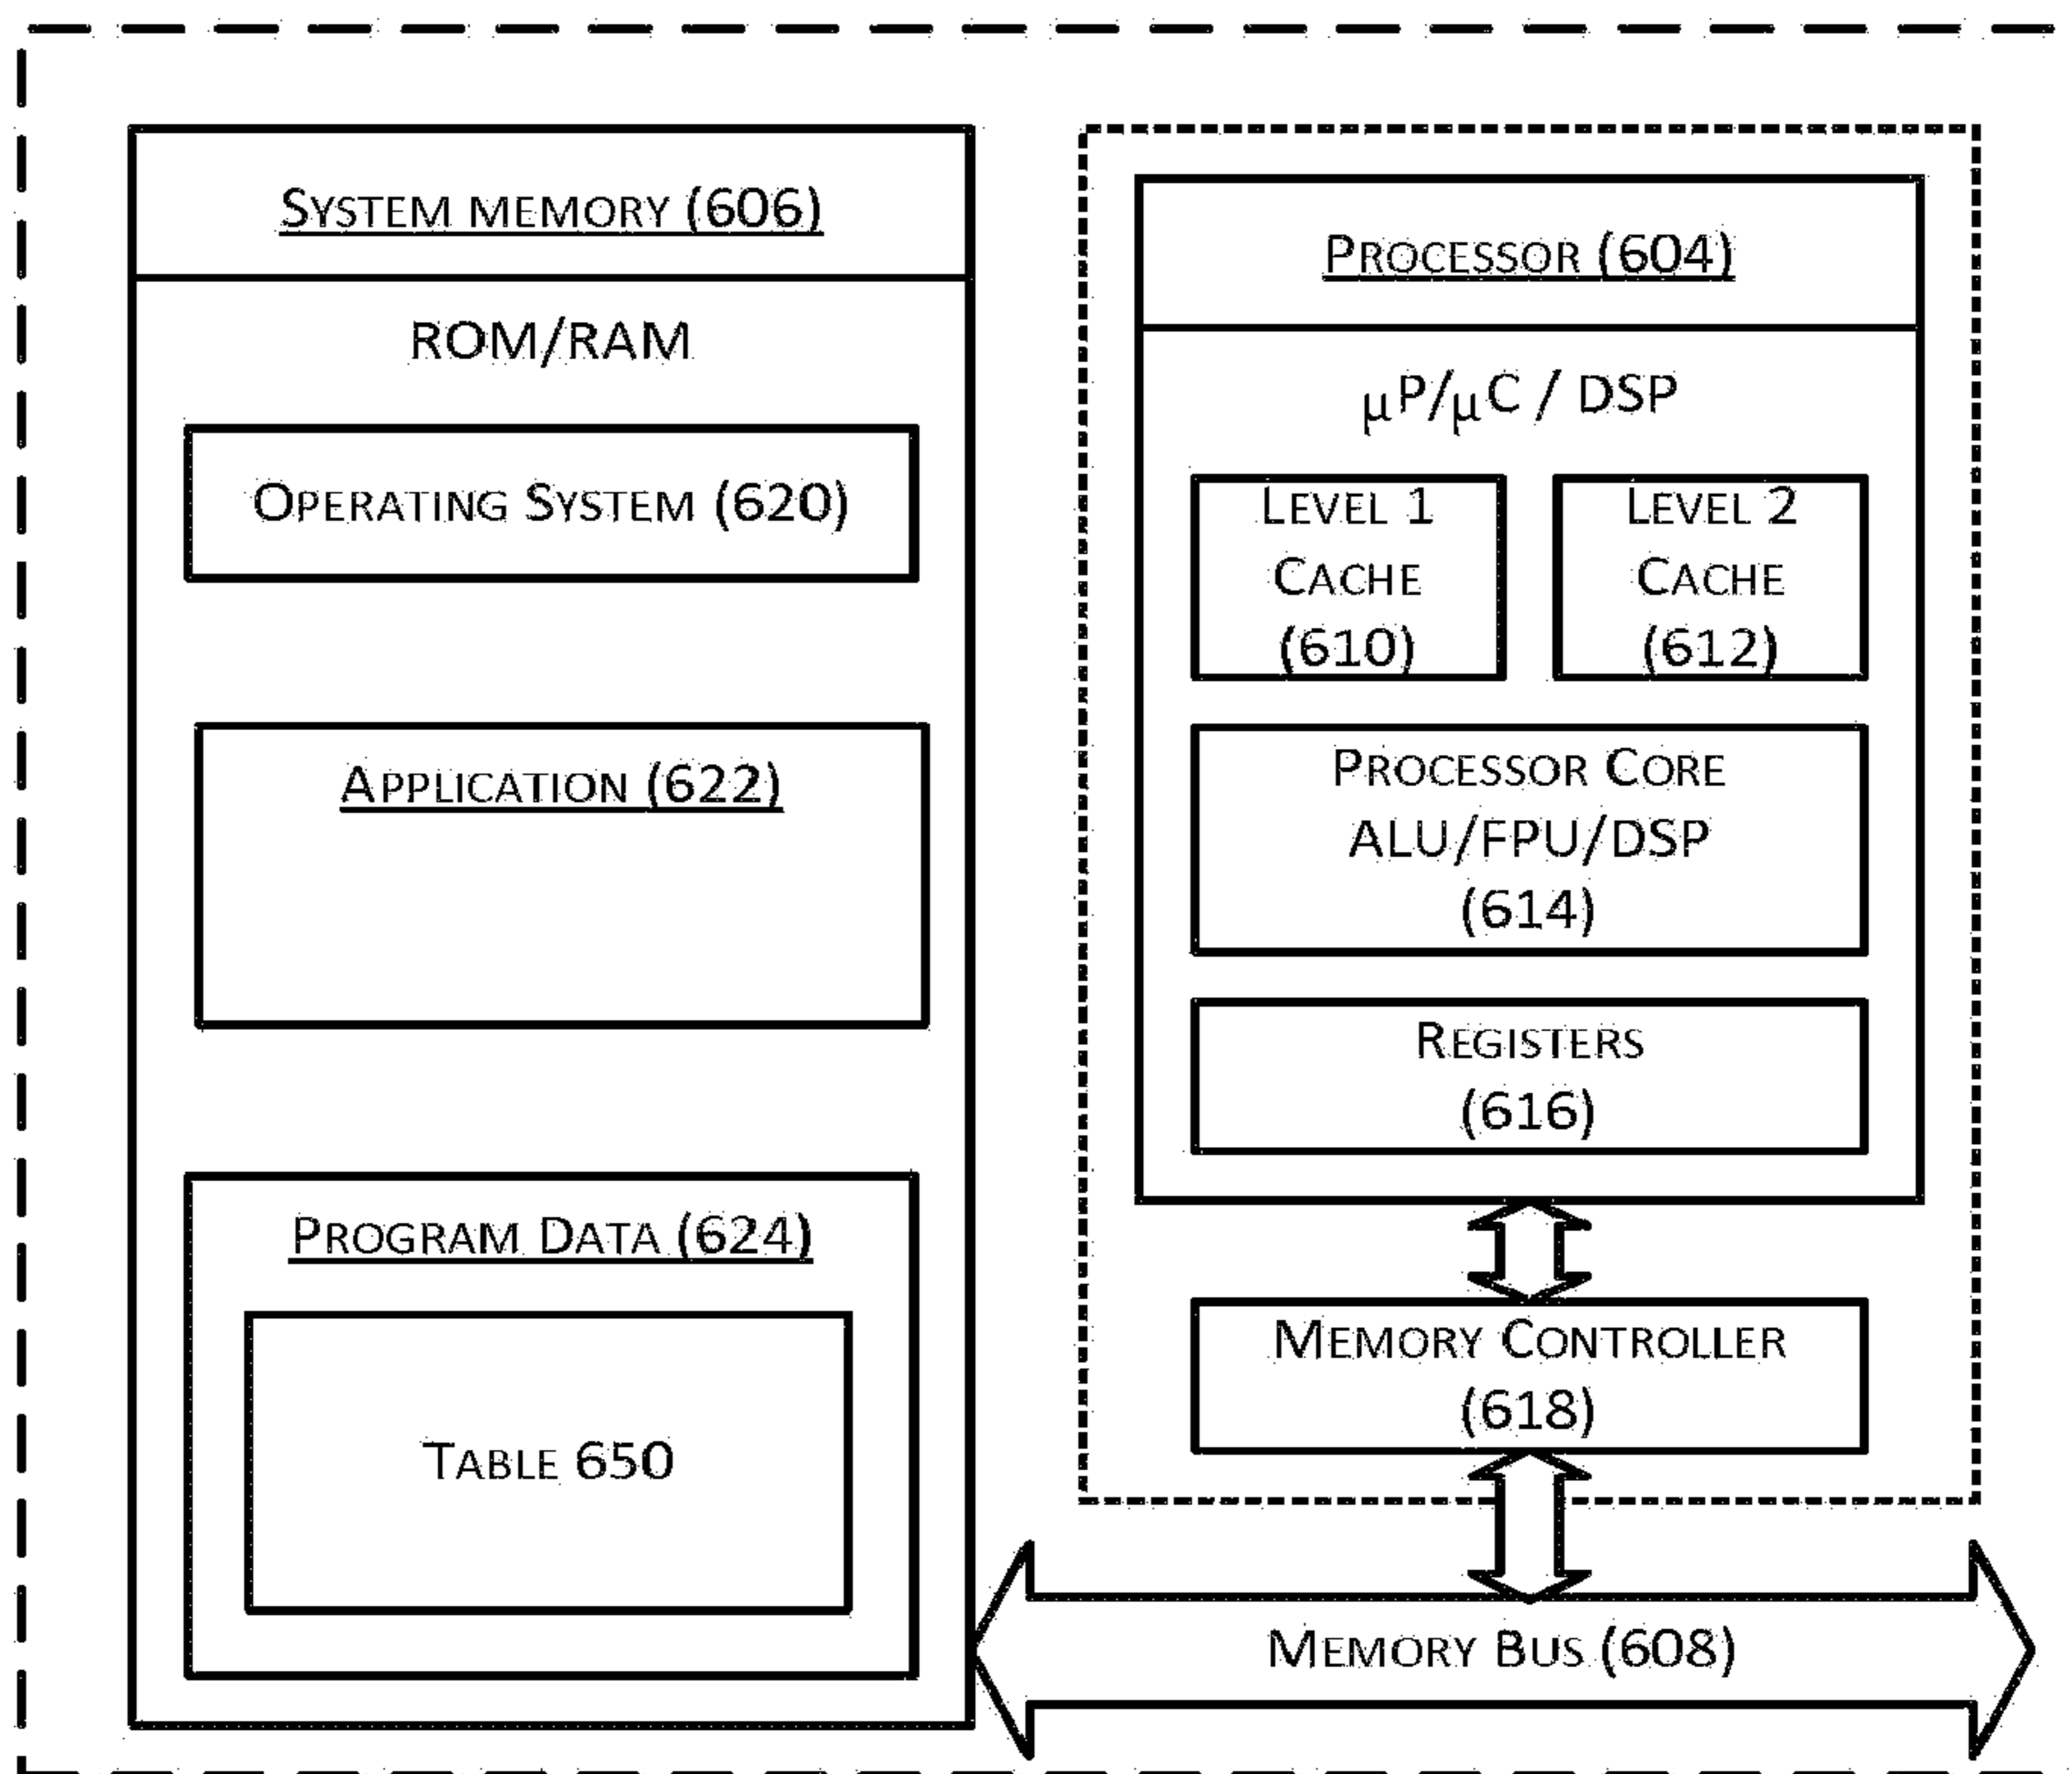 SYSTEM MEMORY (606)
ROM/RAM
OPERATING SYSTEM (620)
APPLICATION (622)
PROGRAM DATA (624)
TABLE 650
PROCESSOR (604)
μP/μC / DSP
LEVEL 1
CACHE
(610)
LEVEL 2
CACHE
(612)
PROCESSOR CORE
ALU/FPU/DSP
(614)
REGISTERS
(616)
MEMORY CONTROLLER
(618)
MEMORY BUS (608)